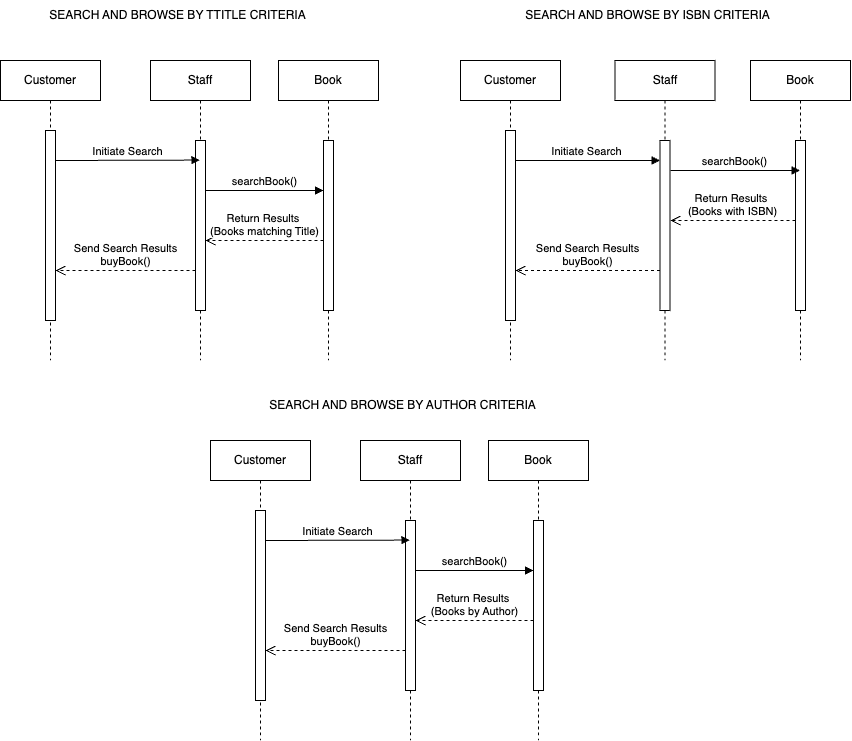 SEARCH AND BROWSE BY TTITLE CRITERIA
Customer
Staff
Book
Initiate Search
searchBook()
Return Results
(Books matching Title)
Send Search Results
buyBook()
SEARCH AND BROWSE BY ISBN CRITERIA
Customer
Staff
Book
Initiate Search
searchBook()
Return Results
(Books with ISBN)
Send Search Results
buyBook()
SEARCH AND BROWSE BY AUTHOR CRITERIA
Customer
Staff
Book
Initiate Search
searchBook()
Return Results
(Books by Author)
Send Search Results
buyBook()